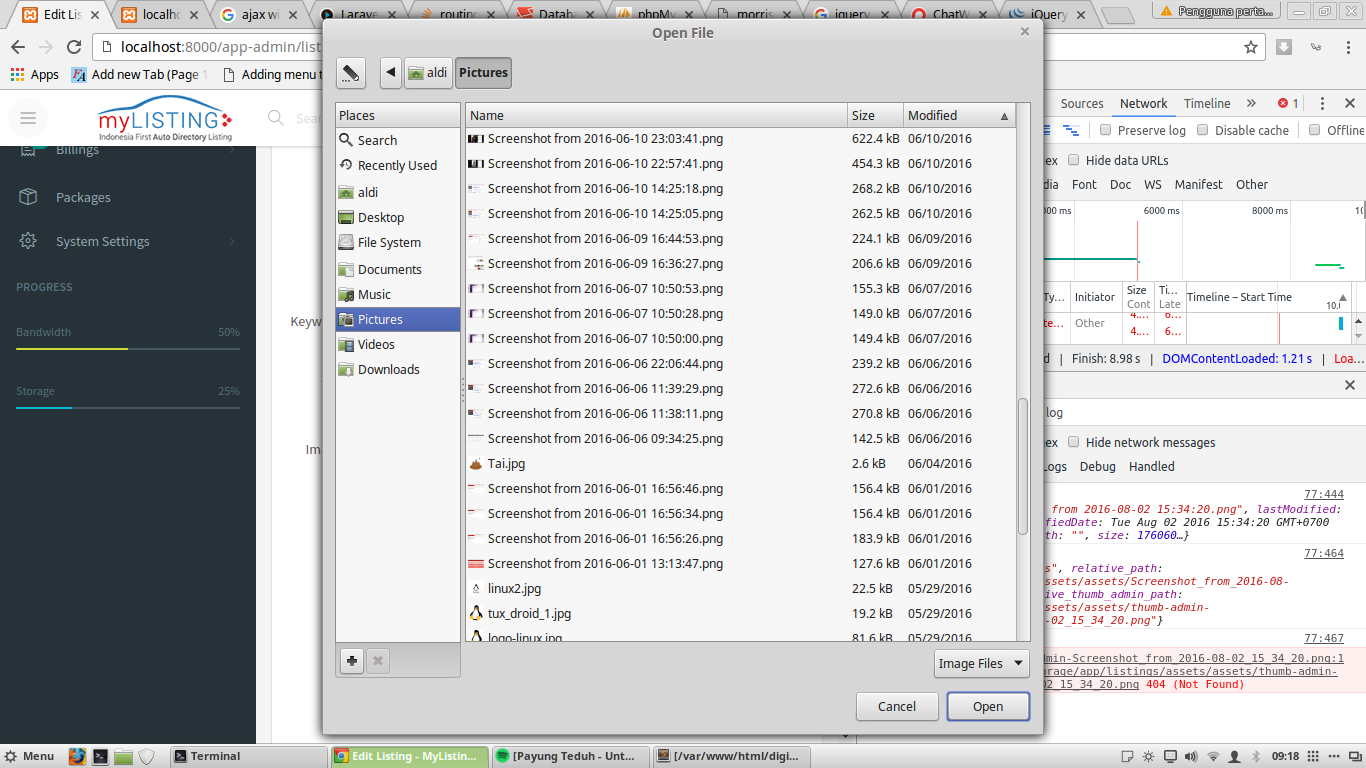 Edit Lis
localho
ajax wi
Larave
routing
Datab
phpMy
morris
jquery
ChatW
jQuery
Pengguna perta...
localhost:8000/app-admin/list
Apps
Add new Tab (Page 1
Adding menu t
myLISTING
Indonesia First Auto Directory Listing
Sea
Billings
Packages
System Settings
PROGRESS
Bandwidth 50%
Storage 25%
Keyw
Ima
Open File
aldi
Pictures
Places
Search
Recently Used
aldi
Desktop
File System
Documents
Music
Pictures
Videos
Downloads
Name Size Modified
Screenshot from 2016-06-10 23:03:41.png 622.4 kB 06/10/2016
Screenshot from 2016-06-10 22:57:41.png 454.3 kB 06/10/2016
Screenshot from 2016-06-10 14:25:18.png 268.2 kB 06/10/2016
Screenshot from 2016-06-10 14:25:05.png 262.5 kB 06/10/2016
Screenshot from 2016-06-09 16:44:53.png 224.1 kB 06/09/2016
Screenshot from 2016-06-09 16:36:27.png 206.6 kB 06/09/2016
Screenshot from 2016-06-07 10:50:53.png 155.3 kB 06/07/2016
Screenshot from 2016-06-07 10:50:28.png 149.0 kB 06/07/2016
Screenshot from 2016-06-07 10:50:00.png 149.4 kB 06/07/2016
Screenshot from 2016-06-06 22:06:44.png 239.2 kB 06/06/2016
Screenshot from 2016-06-06 11:39:29.png 272.6 kB 06/06/2016
Screenshot from 2016-06-06 11:38:11.png 270.8 kB 06/06/2016
Screenshot from 2016-06-06 09:34:25.png 142.5 kB 06/06/2016
Tai.jpg 2.6 kB 06/04/2016
Screenshot from 2016-06-01 16:56:46.png 156.4 kB 06/01/2016
Screenshot from 2016-06-01 16:56:34.png 156.4 kB 06/01/2016
Screenshot from 2016-06-01 16:56:26.png 183.9 kB 06/01/2016
Screenshot from 2016-06-01 13:13:47.png 127.6 kB 06/01/2016
linux2.jpg 22.5 kB 05/29/2016
tux_droid_1.jpg 19.2 kB 05/29/2016
logo-linux.jpg 81.6 kB 05/29/2016
Image Files
Cancel
Open
Sources Network Timeline » 1
Preserve log Disable cache Offline
ex Hide data URLs
dia Font Doc WS Manifest Other
000 ms 6000 ms 8000 ms 10
Ty... Initiator Size Ti... Timeline – Start Time
Cont Late 10.0
te... Other 4.... 6...
4.... 6...
d | Finish: 8.98 s | DOMContentLoaded: 1.21 s | Loa...
log
ex Hide network messages
Logs Debug Handled
77:444
from 2016-08-02 15:34:20.png", lastModified:
fiedDate: Tue Aug 02 2016 15:34:20 GMT+0700
th: "", size: 176060…}
77:464
s", relative_path:
assets/assets/Screenshot_from_2016-08-
ive_thumb_admin_path:
assets/assets/thumb-admin-
-02_15_34_20.png"}
77:467
dmin-Screenshot_from_2016-08-02_15_34_20.png:1
orage/app/listings/assets/assets/thumb-admin-
02_15_34_20.png 404 (Not Found)
Menu
Terminal
Edit Listing - MyListin...
[Payung Teduh - Unt...
[/var/www/html/digi...
09:18